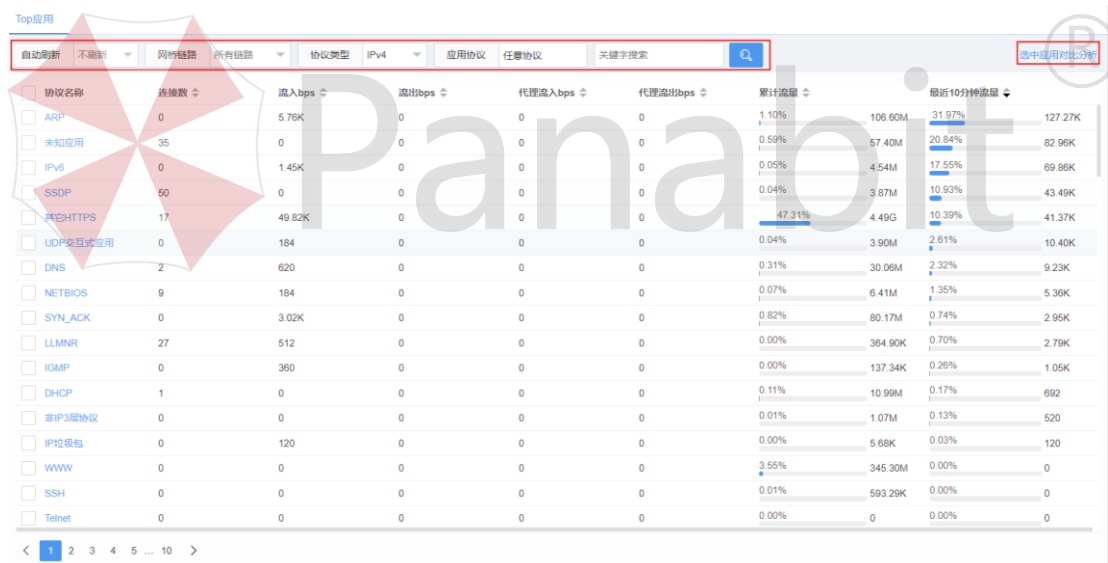 Top应用
自动刷新 不刷新 网桥链路 所有链路 协议类型 IPv4 应用协议 任意协议 关键字搜索 选中应用对比分析
协议名称 连接数 流入bps 流出bps 代理流入bps 代理流出bps 累计流量 最近10分钟流量
ARP 0 5.76K 0 0 0 1.10% 106.60M 31.97% 127.27K
未知应用 35 0 0 0 0 0.59% 57.40M 20.84% 82.96K
IPv6 0 1.45K 0 0 0 0.05% 4.54M 17.55% 69.86K
SSDP 50 0 0 0 0 0.04% 3.87M 10.93% 43.49K
其它HTTPS 17 49.82K 0 0 0 47.31% 4.49G 10.39% 41.37K
UDP交互式应用 0 184 0 0 0 0.04% 3.90M 2.61% 10.40K
DNS 2 620 0 0 0 0.31% 30.06M 2.32% 9.23K
NETBIOS 9 184 0 0 0 0.07% 6.41M 1.35% 5.36K
SYN_ACK 0 3.02K 0 0 0 0.82% 80.17M 0.74% 2.95K
LLMNR 27 512 0 0 0 0.00% 364.90K 0.70% 2.79K
IGMP 0 360 0 0 0 0.00% 137.34K 0.26% 1.05K
DHCP 1 0 0 0 0 0.11% 10.99M 0.17% 692
非IP3层协议 0 0 0 0 0 0.01% 1.07M 0.13% 520
IP垃圾包 0 120 0 0 0 0.00% 5.68K 0.03% 120
WWW 0 0 0 0 0 3.55% 345.30M 0.00% 0
SSH 0 0 0 0 0 0.01% 593.29K 0.00% 0
Telnet 0 0 0 0 0 0.00% 0 0.00% 0
< 1 2 3 4 5 ... 10 >
Panabit®